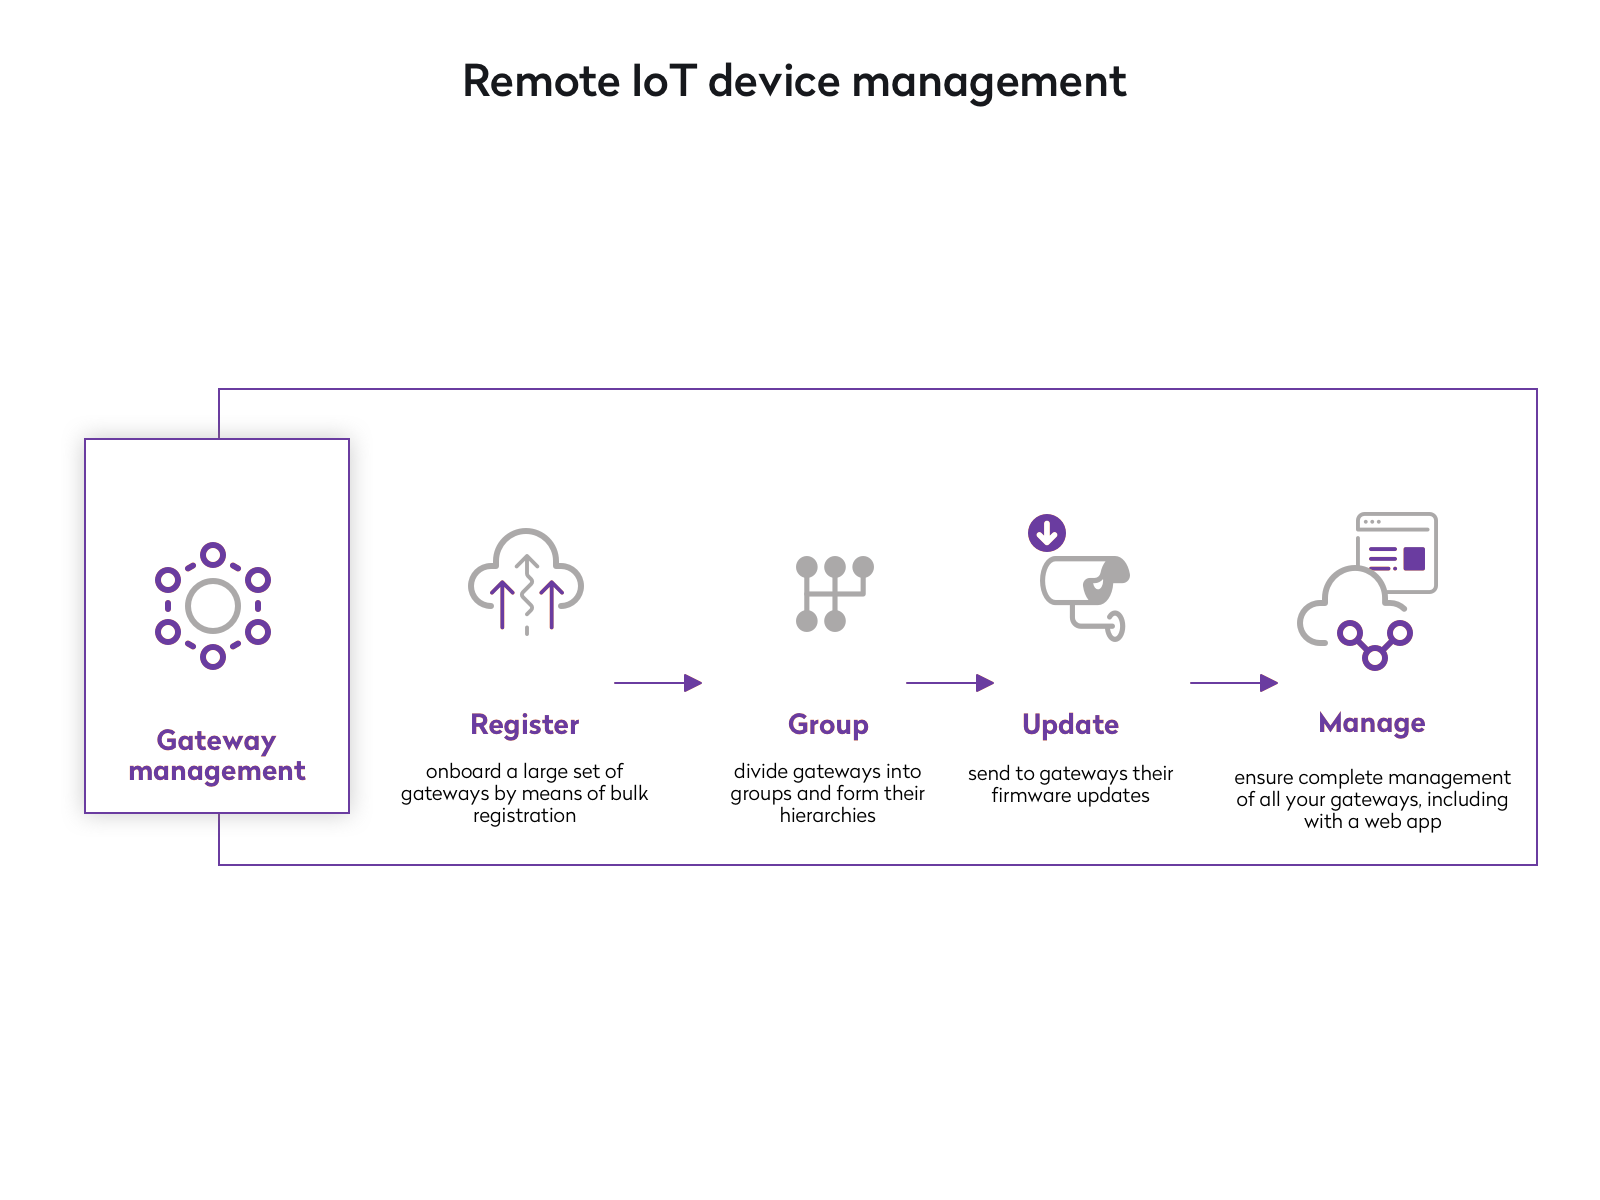 Remote IoT device management
Gateway
management
Register
onboard a large set of
gateways by means of bulk
registration
Group
divide gateways into
groups and form their
hierarchies
Update
send to gateways their
firmware updates
Manage
ensure complete management
of all your gateways, including
with a web app